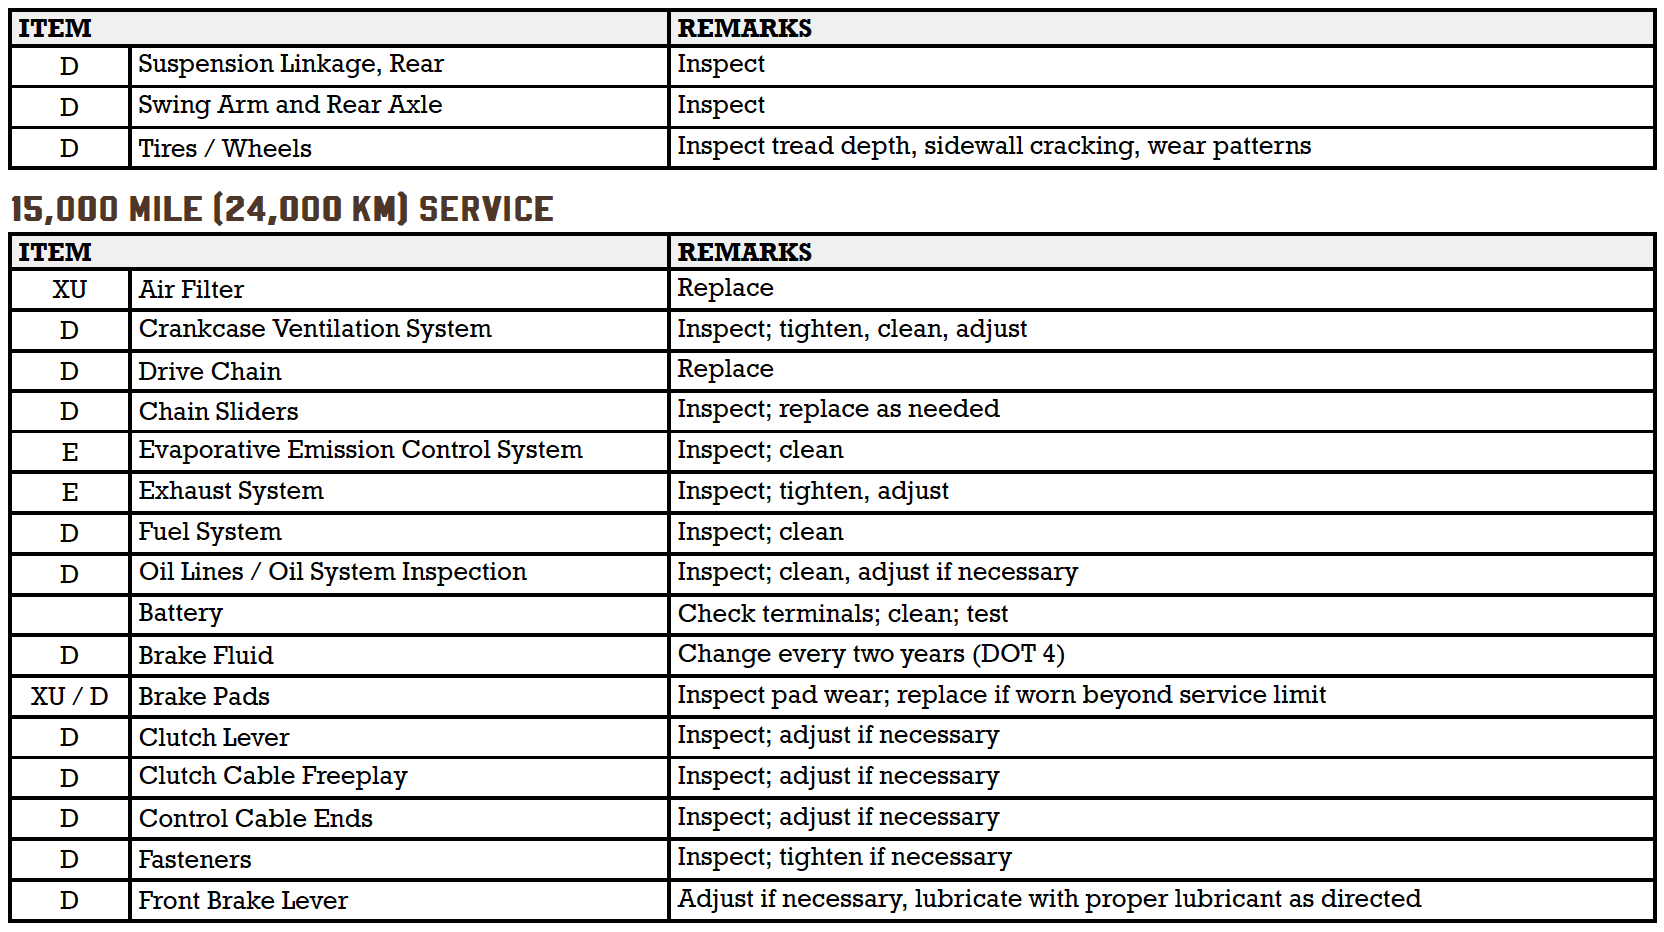 ITEM REMARKS
D Suspension Linkage, Rear Inspect
D Swing Arm and Rear Axle Inspect
D Tires / Wheels Inspect tread depth, sidewall cracking, wear patterns
15,000 MILE (24,000 KM) SERVICE
ITEM REMARKS
XU Air Filter Replace
D Crankcase Ventilation System Inspect; tighten, clean, adjust
D Drive Chain Replace
D Chain Sliders Inspect; replace as needed
E Evaporative Emission Control System Inspect; clean
E Exhaust System Inspect; tighten, adjust
D Fuel System Inspect; clean
D Oil Lines / Oil System Inspection Inspect; clean, adjust if necessary
Battery Check terminals; clean; test
D Brake Fluid Change every two years (DOT 4)
XU / D Brake Pads Inspect pad wear; replace if worn beyond service limit
D Clutch Lever Inspect; adjust if necessary
D Clutch Cable Freeplay Inspect; adjust if necessary
D Control Cable Ends Inspect; adjust if necessary
D Fasteners Inspect; tighten if necessary
D Front Brake Lever Adjust if necessary, lubricate with proper lubricant as directed